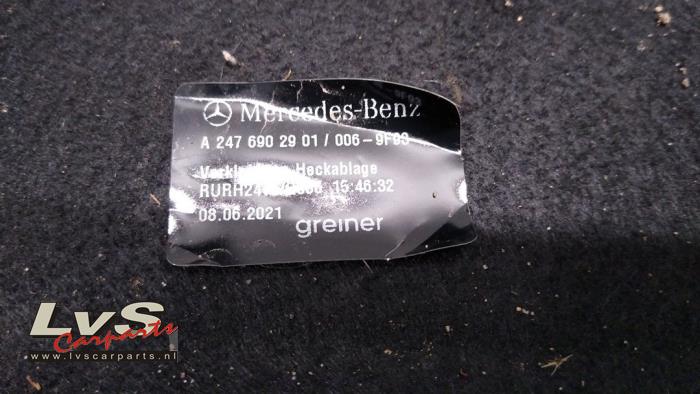 Mercedes-Benz
A 247 690 29 01 / 006-9F08
Heckablage
15:46:32
08.06.2021
greiner
LvS
Carparts
www.lvscarparts.nl